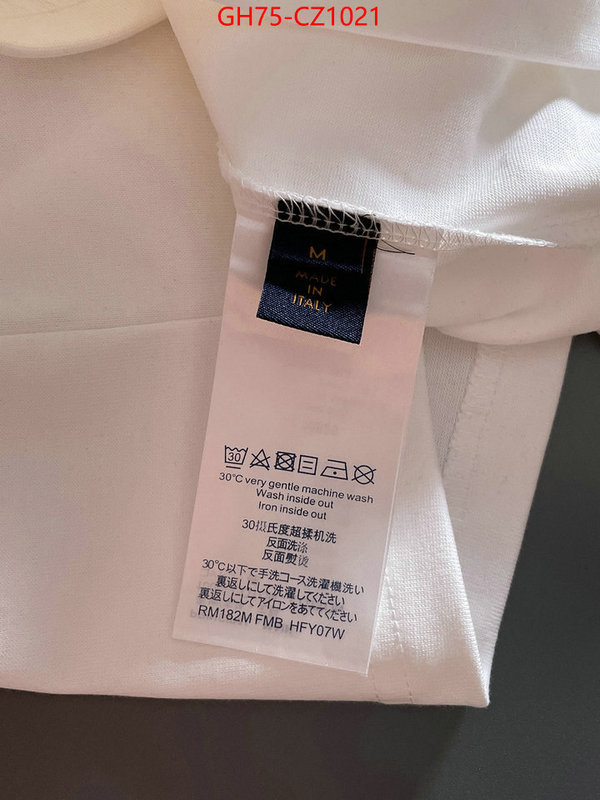 GH75-CZ1021
M
MADE
IN
ITALY
30
30°C very gentle machine wash
Wash inside out
Iron inside out
30摄氏度超揉机洗
反面洗涤
反面熨烫
30°C以下で手洗コース洗濯機洗い
裏返しにして洗濯してください
裏返しにしてアイロンをあててください
RM182M FMB HFY07W